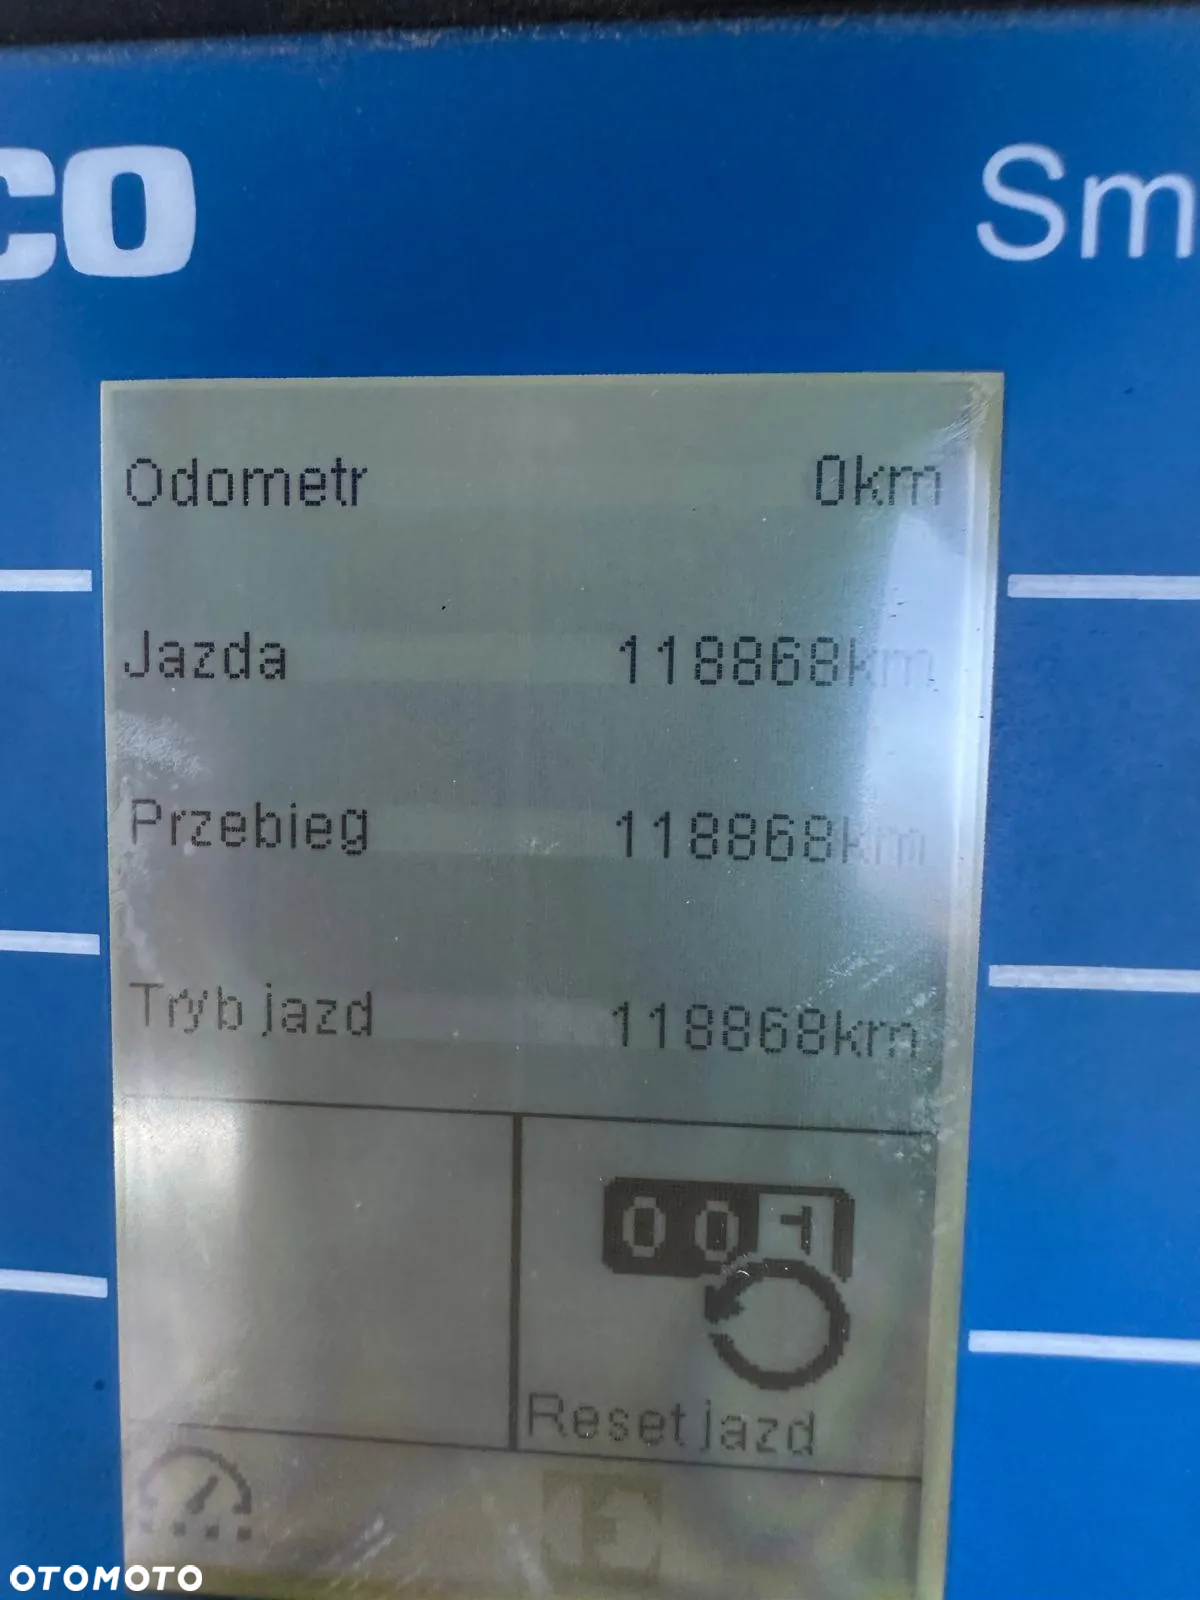 co
Sm
Odometr 0km
Jazda 118868km
Przebieg 118868km
Tryb jazd 118868km
001
Reset jazd
E
OTOMOTO